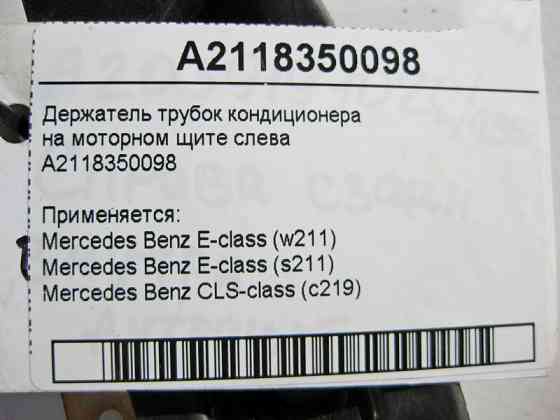 A2118350098
Держатель трубок кондиционера
на моторном щите слева
A2118350098
Применяется:
Mercedes Benz E-class (w211)
Mercedes Benz E-class (s211)
Mercedes Benz CLS-class (c219)